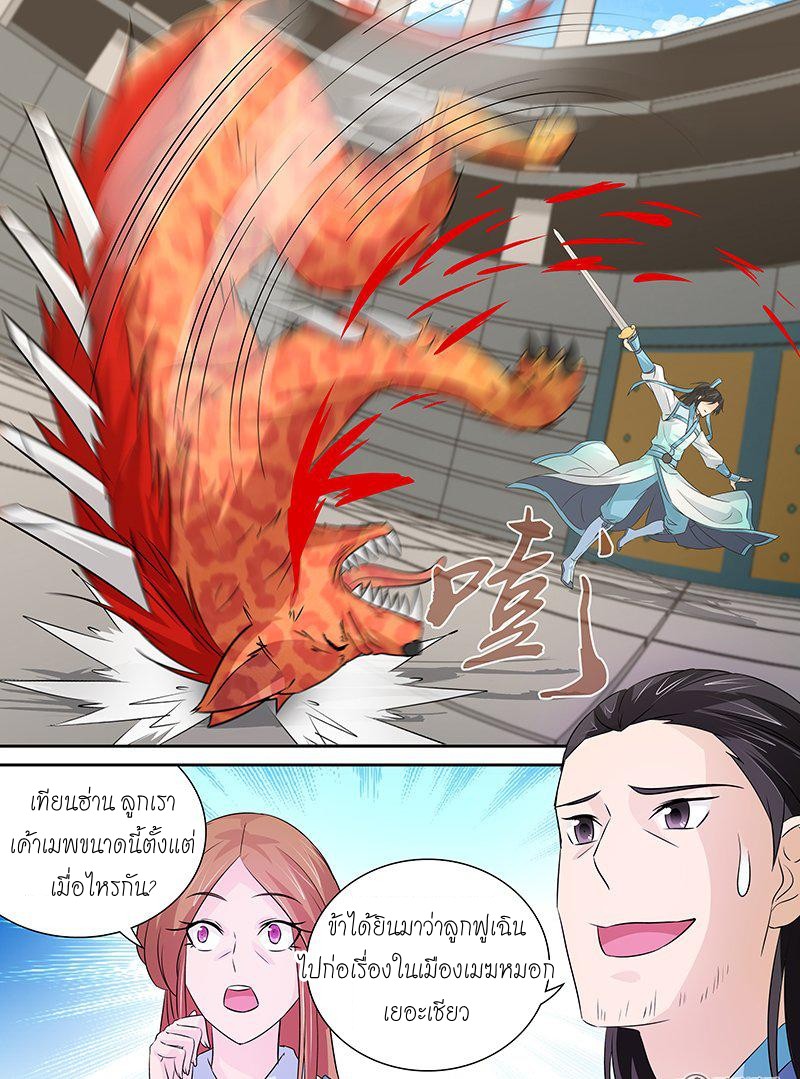 嘭
เทียนฮ่าน ลูกเรา
เค้าเมพขนาดนี้ตั้งแต่
เมื่อไหร่กัน?
ข้าได้ยินมาว่าลูกฟูเฉิน
ไปก่อเรื่องในเมืองเมฆหมอก
เยอะเชียว